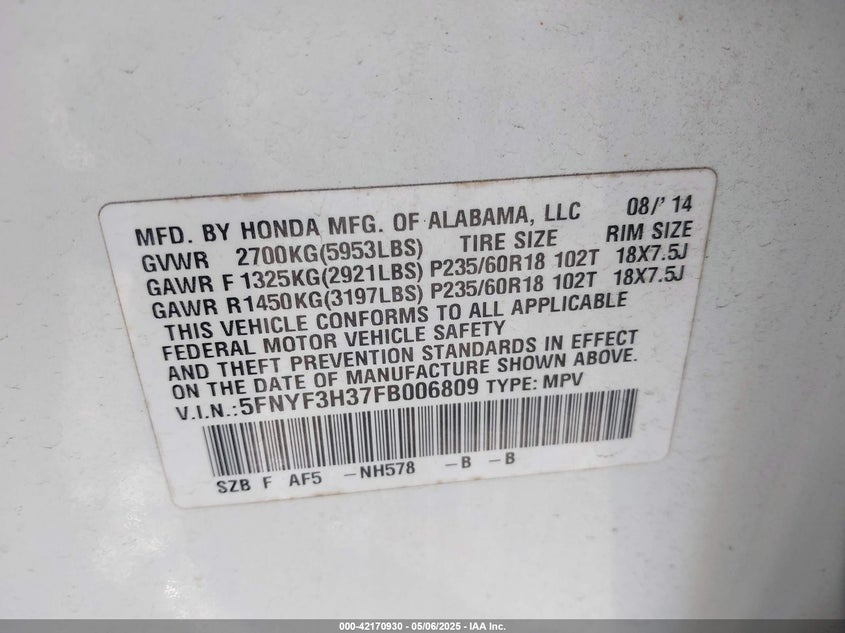 MFD. BY HONDA MFG. OF ALABAMA, LLC 08/' 14
GVWR 2700KG(5953LBS) TIRE SIZE RIM SIZE
GAWR F 1325KG(2921LBS) P235/60R18 102T 18X7.5J
GAWR R1450KG(3197LBS) P235/60R18 102T 18X7.5J
THIS VEHICLE CONFORMS TO ALL APPLICABLE
FEDERAL MOTOR VEHICLE SAFETY
AND THEFT PREVENTION STANDARDS IN EFFECT
ON THE DATE OF MANUFACTURE SHOWN ABOVE.
V.I.N.:5FNYF3H37FB006809 TYPE: MPV
SZB F AF5 -NH578 -B -B
000-42170930 - 05/06/2025 - IAA Inc.